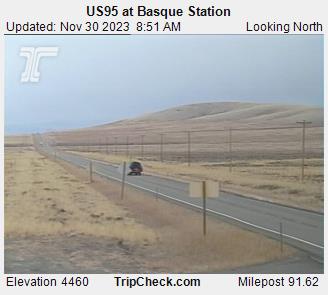 US95 at Basque Station
Updated: Nov 30 2023 8:51 AM Looking North
Elevation 4460 TripCheck.com Milepost 91.62